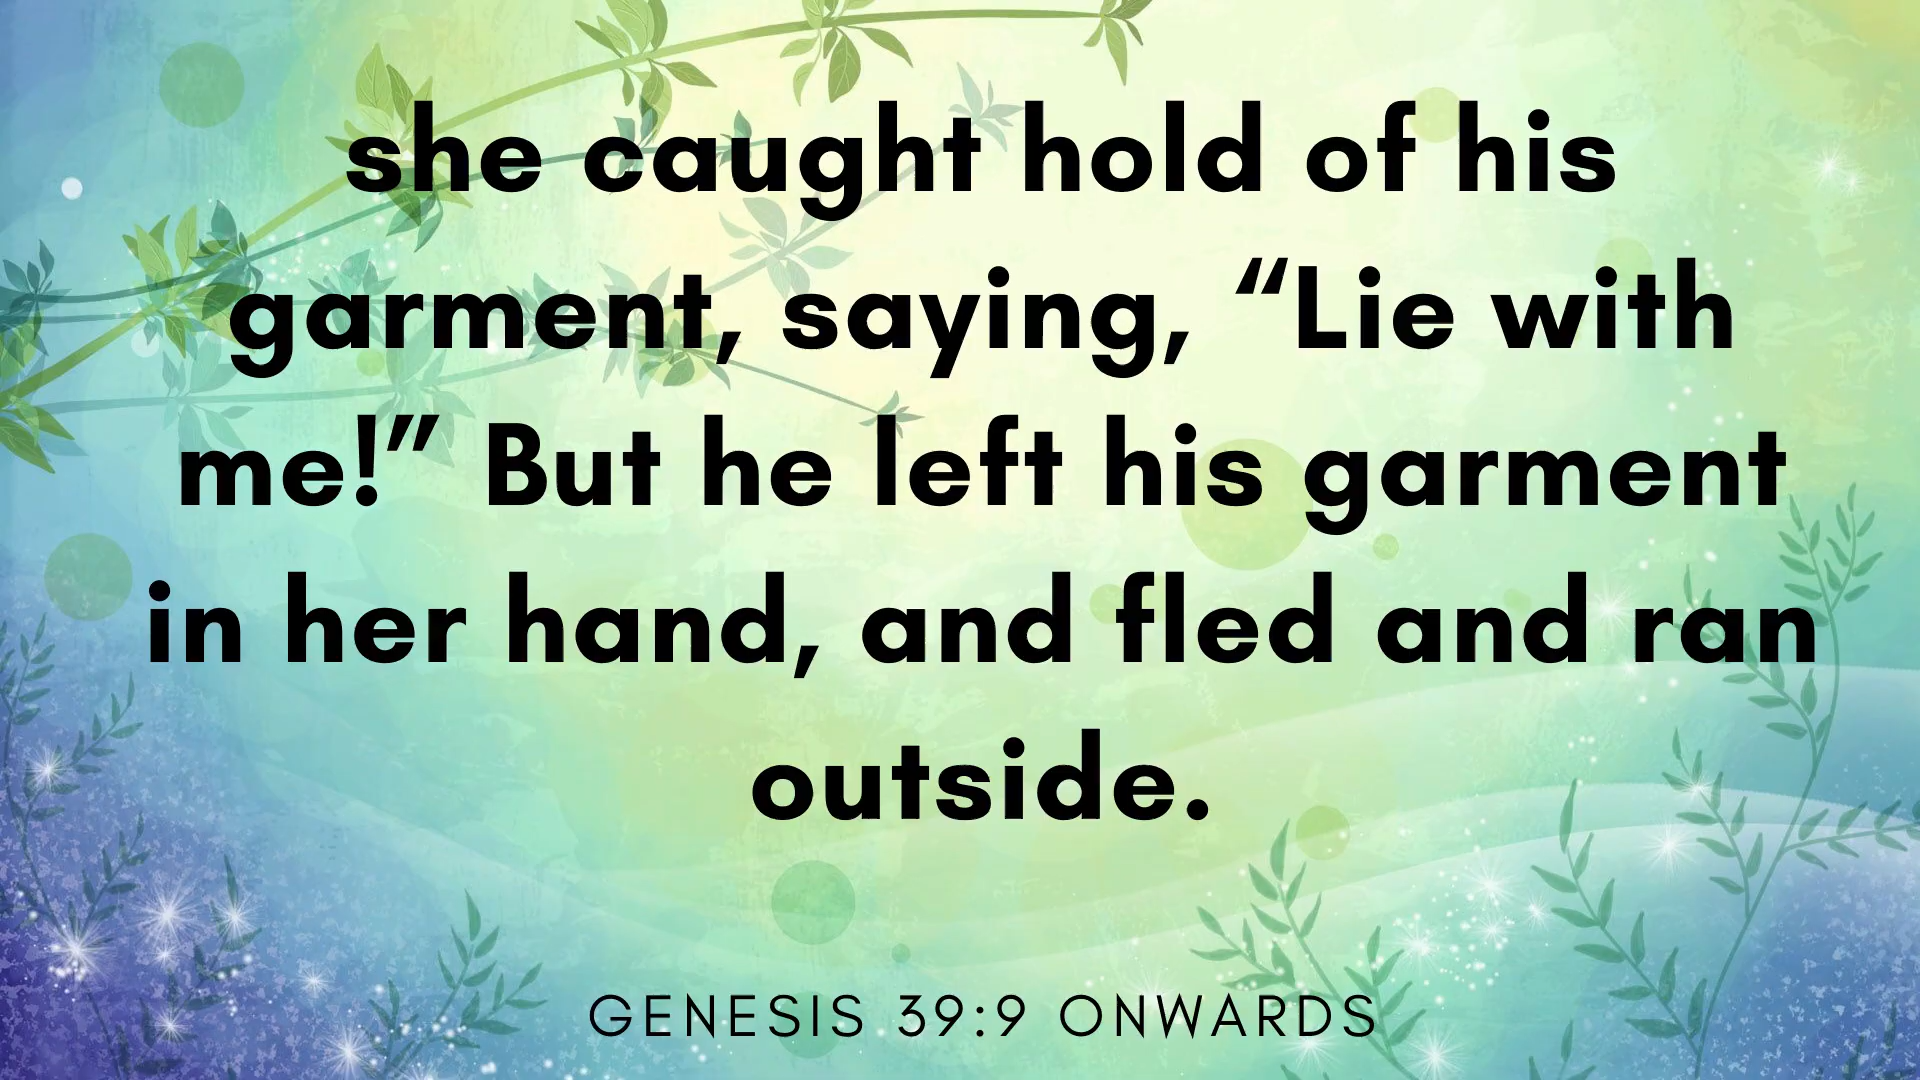 she caught hold of his
garment, saying, “Lie with
me!” But he left his garment
in her hand, and fled and ran
outside.
GENESIS 39:9 ONWARDS